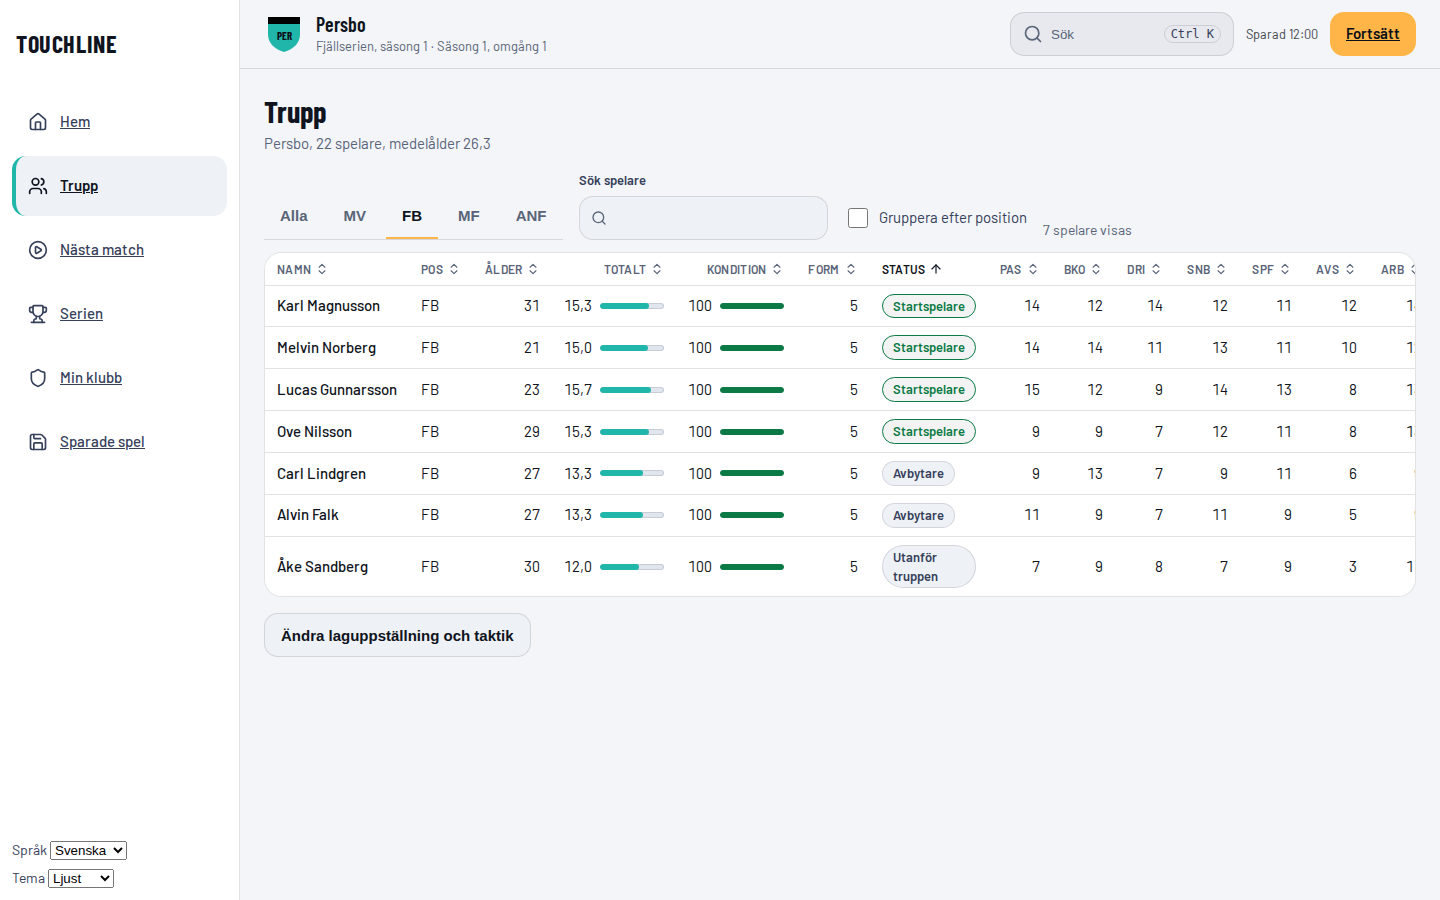 TOUCHLINE
Hem
Trupp
Nästa match
Serien
Min klubb
Sparade spel
Språk Svenska
Tema Ljust
PER
Persbo
Fjällserien, säsong 1 · Säsong 1, omgång 1
Sök Ctrl K
Sparad 12:00
Fortsätt
Trupp
Persbo, 22 spelare, medelålder 26,3
Alla MV FB MF ANF
Sök spelare
Gruppera efter position
7 spelare visas
NAMN POS ÅLDER TOTALT KONDITION FORM STATUS PAS BKO DRI SNB SPF AVS ARB
Karl Magnusson FB 31 15,3 100 5 Startspelare 14 12 14 12 11 12
Melvin Norberg FB 21 15,0 100 5 Startspelare 14 14 11 13 11 10
Lucas Gunnarsson FB 23 15,7 100 5 Startspelare 15 12 9 14 13 8
Ove Nilsson FB 29 15,3 100 5 Startspelare 9 9 7 12 11 8
Carl Lindgren FB 27 13,3 100 5 Avbytare 9 13 7 9 11 6
Alvin Falk FB 27 13,3 100 5 Avbytare 11 9 7 11 9 5
Åke Sandberg FB 30 12,0 100 5 Utanför truppen 7 9 8 7 9 3
Ändra laguppställning och taktik